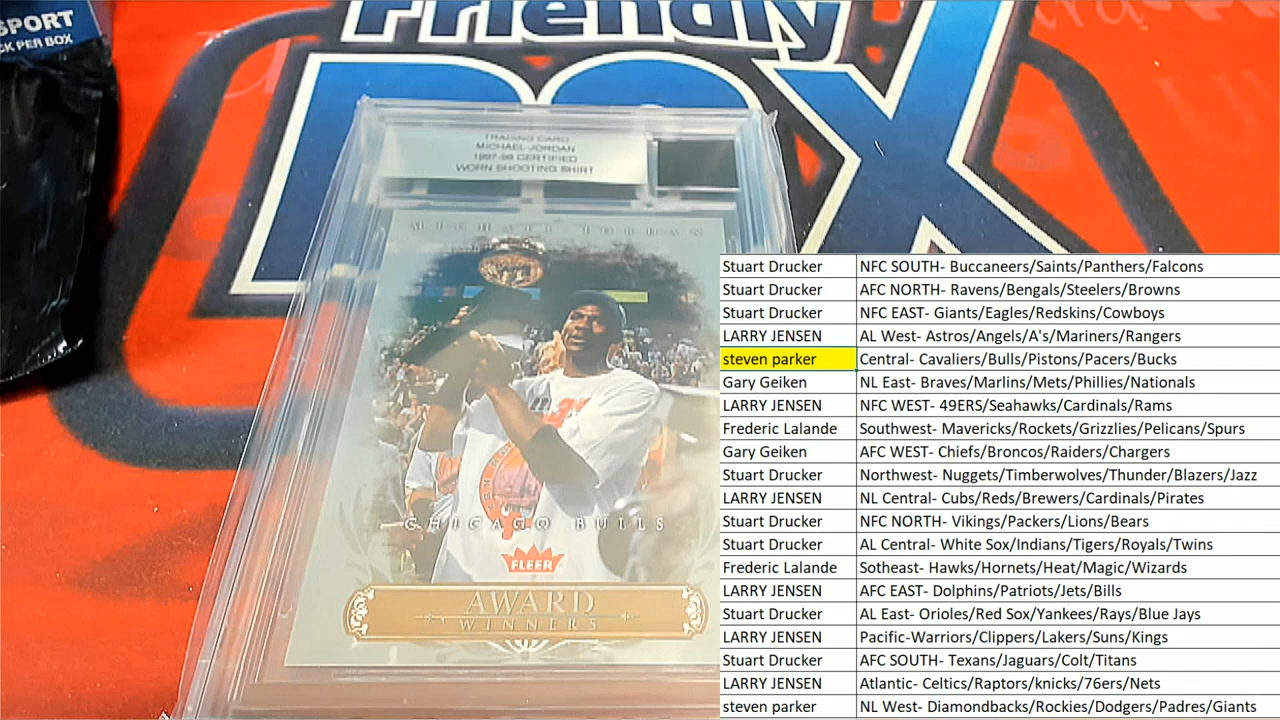 SPORT
CK PER BOX
Friendly
BOX
TRADING CARD
MICHAEL JORDAN
1997-98 CERTIFIED
WORN SHOOTING SHIRT
MICHAEL JORDAN
CHICAGO BULLS
FLEER
AWARD
WINNERS
Stuart Drucker NFC SOUTH- Buccaneers/Saints/Panthers/Falcons
Stuart Drucker AFC NORTH- Ravens/Bengals/Steelers/Browns
Stuart Drucker NFC EAST- Giants/Eagles/Redskins/Cowboys
LARRY JENSEN AL West- Astros/Angels/A's/Mariners/Rangers
steven parker Central- Cavaliers/Bulls/Pistons/Pacers/Bucks
Gary Geiken NL East- Braves/Marlins/Mets/Phillies/Nationals
LARRY JENSEN NFC WEST- 49ERS/Seahawks/Cardinals/Rams
Frederic Lalande Southwest- Mavericks/Rockets/Grizzlies/Pelicans/Spurs
Gary Geiken AFC WEST- Chiefs/Broncos/Raiders/Chargers
Stuart Drucker Northwest- Nuggets/Timberwolves/Thunder/Blazers/Jazz
LARRY JENSEN NL Central- Cubs/Reds/Brewers/Cardinals/Pirates
Stuart Drucker NFC NORTH- Vikings/Packers/Lions/Bears
Stuart Drucker AL Central- White Sox/Indians/Tigers/Royals/Twins
Frederic Lalande Sotheast- Hawks/Hornets/Heat/Magic/Wizards
LARRY JENSEN AFC EAST- Dolphins/Patriots/Jets/Bills
Stuart Drucker AL East- Orioles/Red Sox/Yankees/Rays/Blue Jays
LARRY JENSEN Pacific-Warriors/Clippers/Lakers/Suns/Kings
Stuart Drucker AFC SOUTH- Texans/Jaguars/Colt/Titans
LARRY JENSEN Atlantic- Celtics/Raptors/knicks/76ers/Nets
steven parker NL West- Diamondbacks/Rockies/Dodgers/Padres/Giants